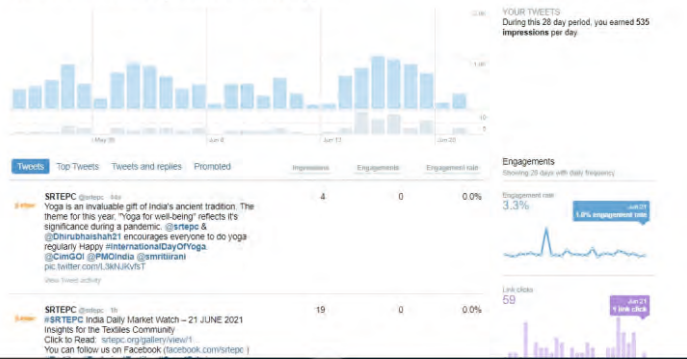 YOUR TWEETS
During this 28 day period, you earned 535
impressions per day
Jun 6
Jun 13
Tweets Top Tweets Tweets and replies Promoted
Impressions Engagements Engagement rate
SRTEPC @srtepc
Yoga is an invaluable gift of India's ancient tradition. The
theme for this year, "Yoga for well-being" reflects it's
significance during a pandemic. @srtepc &
@Dhirubhaishah21 encourages everyone to do yoga
regularly Happy #InternationalDayOfYoga
@CimGOI @PMOIndia @smritiirani
pic.twitter.com/L3kNJKvfsT
View Tweet activity
4 0 0.0%
SRTEPC @srtepc 1h
#SRTEPC India Daily Market Watch – 21 JUNE 2021
Insights for the Textiles Community
Click to Read: srtepc.org/gallery/view/1
You can follow us on Facebook (facebook.com/srtepc )
19 0 0.0%
Engagements
Showing 28 days with daily frequency
Engagement rate
3.3%
Jun 21
1.0% engagement rate
Link clicks
59
Jun 21
1 link click